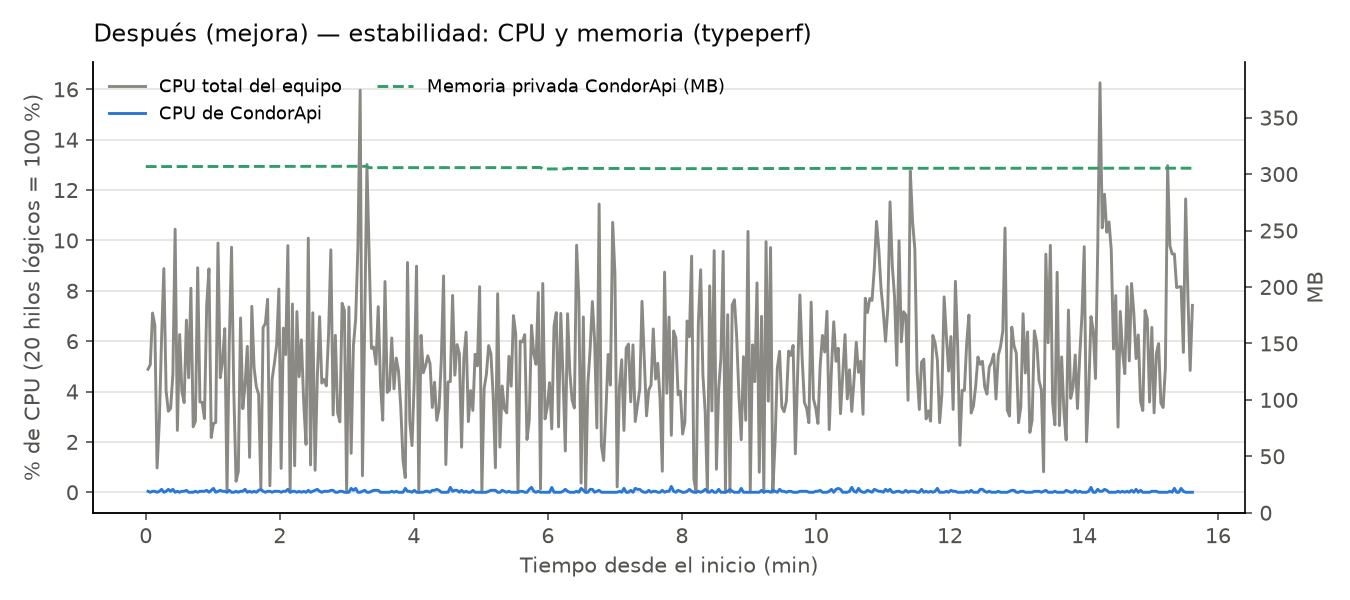 Después (mejora) — estabilidad: CPU y memoria (typeperf)
CPU total del equipo
CPU de CondorApi
Memoria privada CondorApi (MB)
% de CPU (20 hilos lógicos = 100 %)
16
14
12
10
8
6
4
2
0
350
300
250
200
150
100
50
0
MB
0 2 4 6 8 10 12 14 16
Tiempo desde el inicio (min)